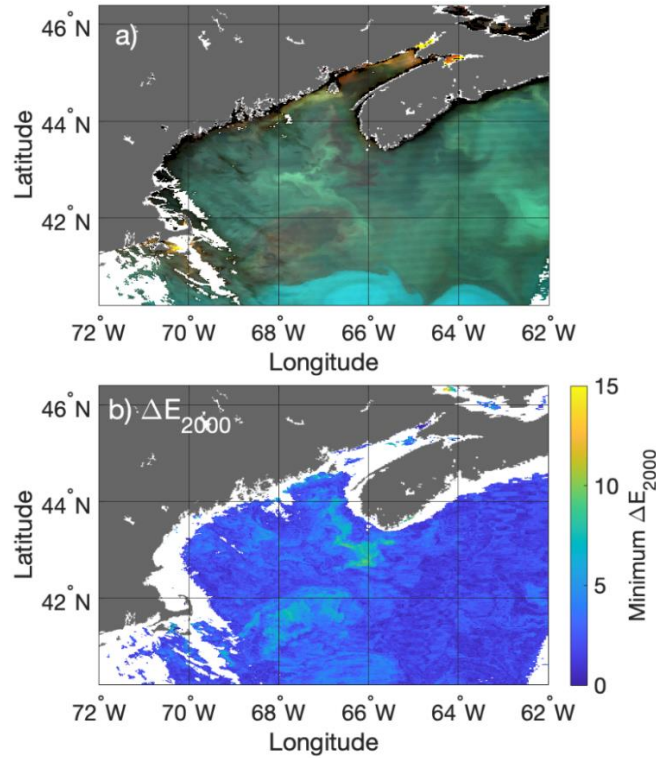 a)
46° N
44° N
42° N
Latitude
72° W 70° W 68° W 66° W 64° W 62° W
Longitude
b) ΔE2000
46° N
44° N
42° N
Latitude
72° W 70° W 68° W 66° W 64° W 62° W
Longitude
15
10
5
0
Minimum ΔE2000